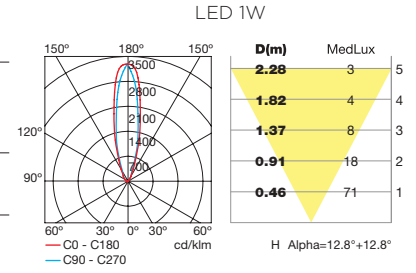 LED 1W
150° 180° 150°
3500
2800
2100
1400
700
120°
90°
60° 30° 0° 30° 60°
C0 - C180 cd/klm
C90 - C270
D(m) MedLux
2.28 3 5
1.82 4 4
1.37 8 3
0.91 18 2
0.46 71 1
H Alpha=12.8°+12.8°